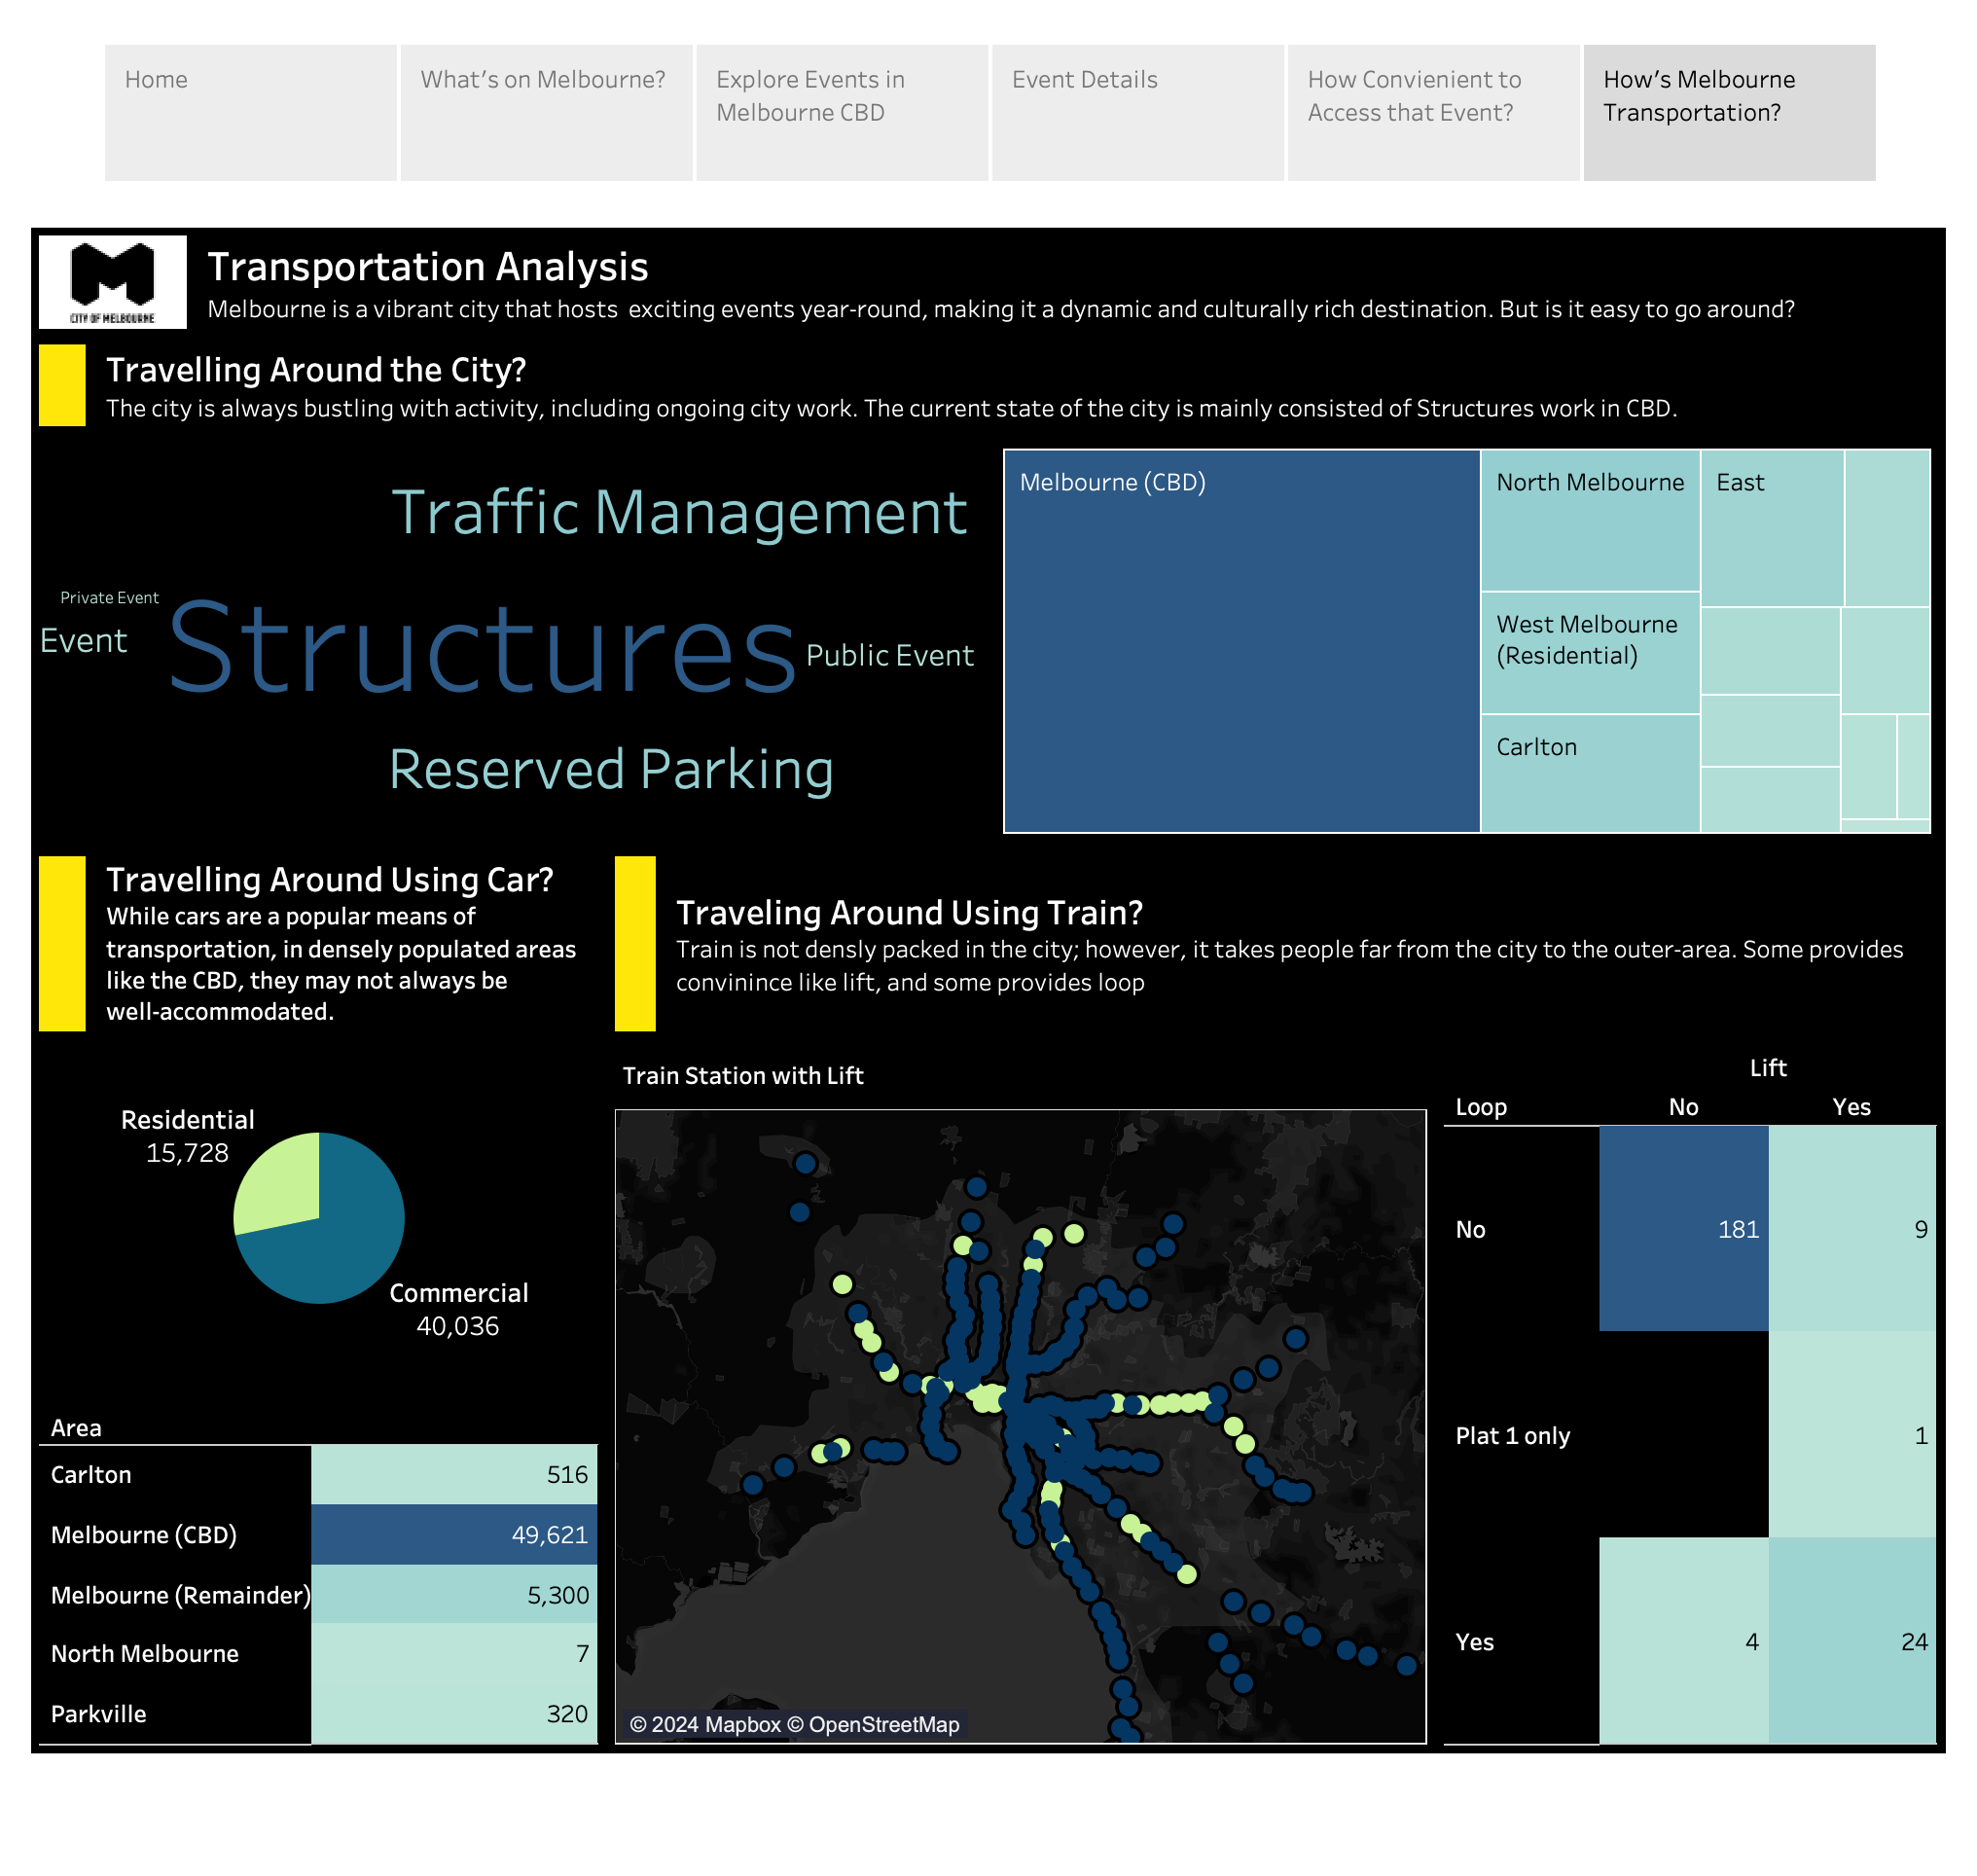 Home
What's on Melbourne?
Explore Events in
Melbourne CBD
Event Details
How Convienient to
Access that Event?
How's Melbourne
Transportation?
CITY OF MELBOURNE
Transportation Analysis
Melbourne is a vibrant city that hosts  exciting events year-round, making it a dynamic and culturally rich destination. But is it easy to go around?
Travelling Around the City?
The city is always bustling with activity, including ongoing city work. The current state of the city is mainly consisted of Structures work in CBD.
Traffic Management
Private Event
Event
Structures
Public Event
Reserved Parking
Melbourne (CBD)
North Melbourne
West Melbourne
(Residential)
Carlton
East
Travelling Around Using Car?
While cars are a popular means of
transportation, in densely populated areas
like the CBD, they may not always be
well-accommodated.
Residential
15,728
Commercial
40,036
Area
Carlton 516
Melbourne (CBD) 49,621
Melbourne (Remainder) 5,300
North Melbourne 7
Parkville 320
Traveling Around Using Train?
Train is not densly packed in the city; however, it takes people far from the city to the outer-area. Some provides
convinince like lift, and some provides loop
Train Station with Lift
© 2024 Mapbox © OpenStreetMap
Lift
Loop No Yes
No 181 9
Plat 1 only 1
Yes 4 24